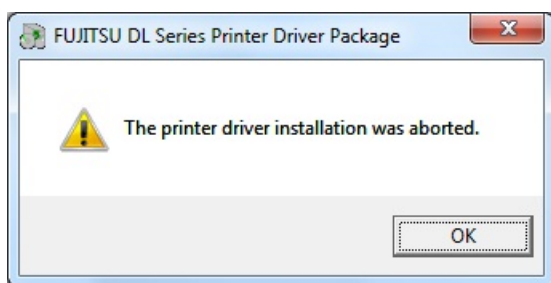 FUJITSU DL Series Printer Driver Package
The printer driver installation was aborted.
OK